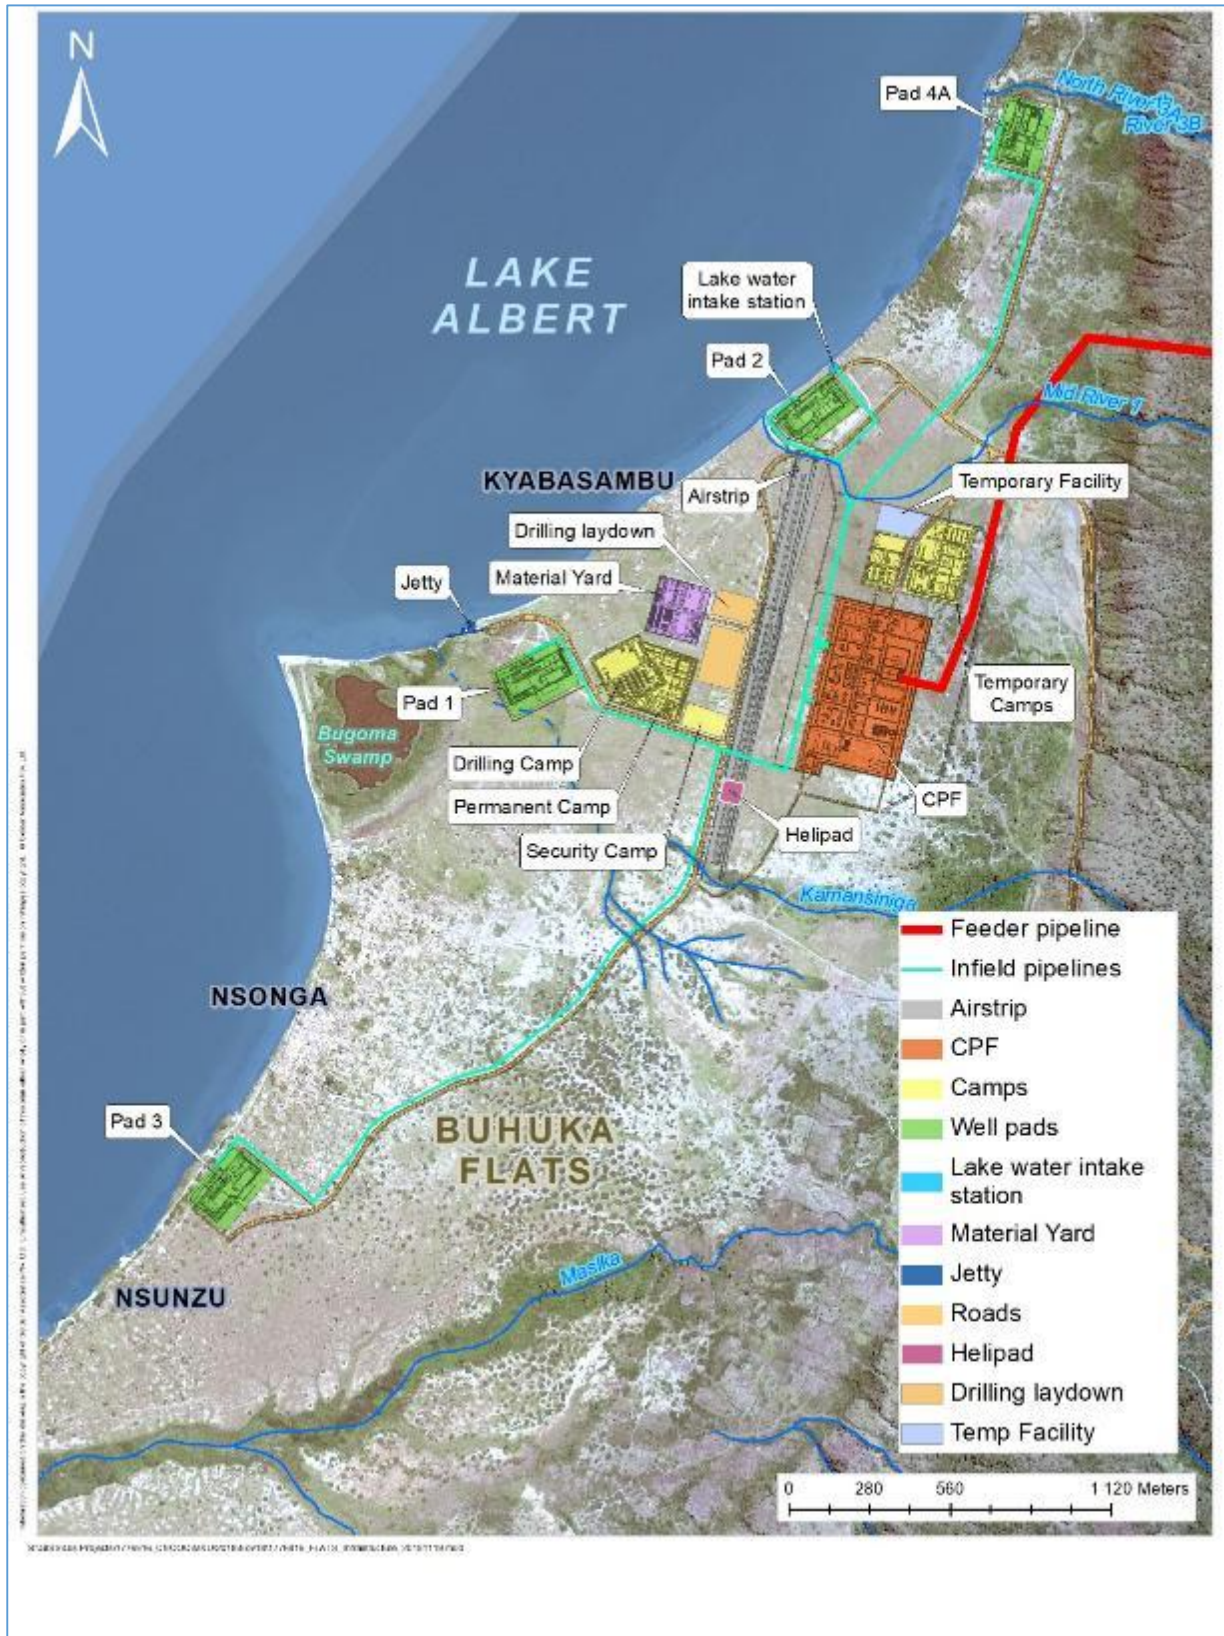 N
Pad 4A
North River 3A
River 3B
LAKE
ALBERT
Lake water
intake station
Pad 2
Mid River 1
KYABASAMBU
Airstrip
Temporary Facility
Drilling laydown
Material Yard
Jetty
Pad 1
Temporary
Camps
Bugoma
Swamp
Drilling Camp
Permanent Camp
CPF
Helipad
Security Camp
Kamansiniga
NSONGA
Pad 3
BUHUKA
FLATS
Masika
NSUNZU
Feeder pipeline
Infield pipelines
Airstrip
CPF
Camps
Well pads
Lake water intake
station
Material Yard
Jetty
Roads
Helipad
Drilling laydown
Temp Facility
0 280 560 1 120 Meters